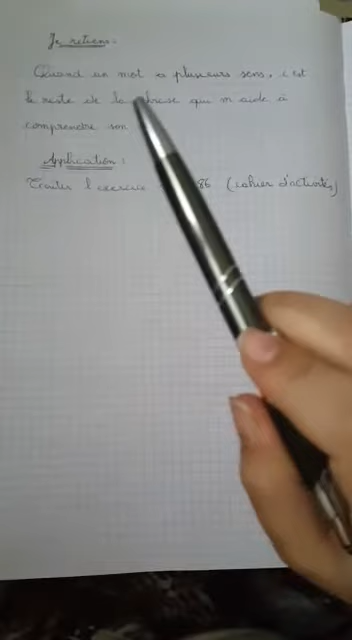 Je retiens.
Quand un mot a plusieurs sens, c'est
le reste de la phrase qui m'aide à
comprendre son
Application :
Traiter l'exercice 86 (cahier d'activités)